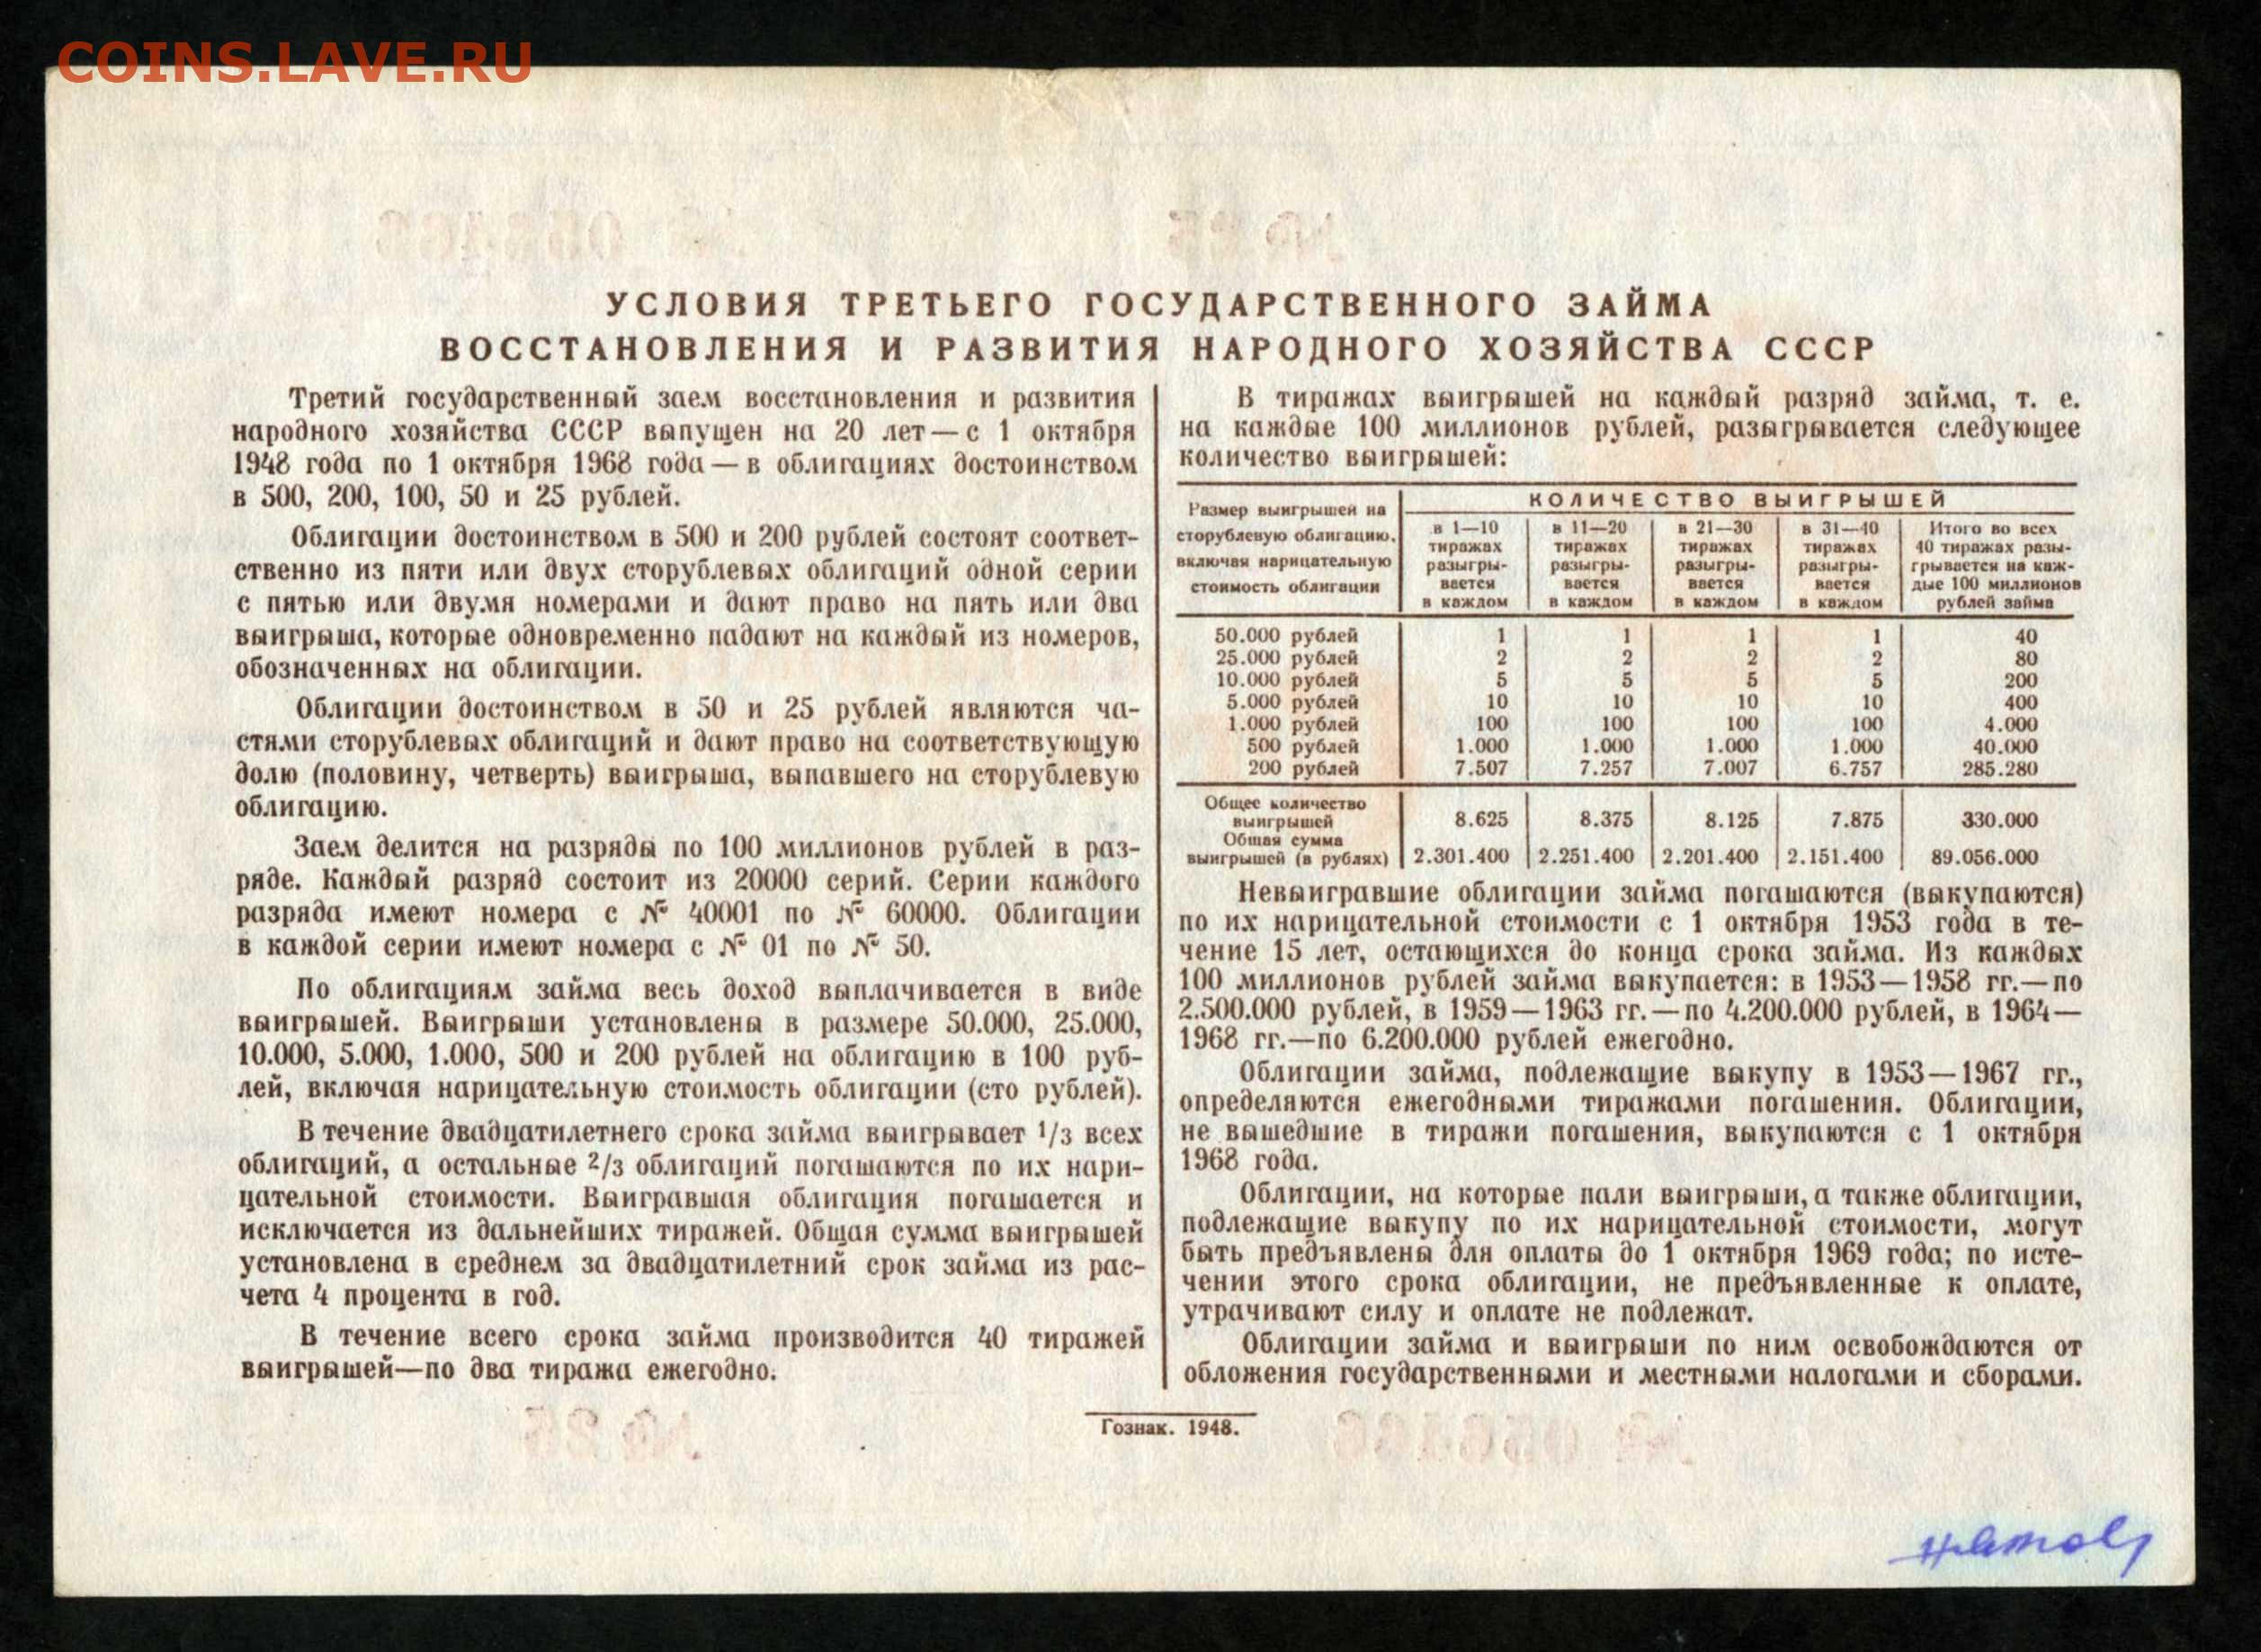 COINS.LAVE.RU
УСЛОВИЯ ТРЕТЬЕГО ГОСУДАРСТВЕННОГО ЗАЙМА
ВОССТАНОВЛЕНИЯ И РАЗВИТИЯ НАРОДНОГО ХОЗЯЙСТВА СССР
Третий государственный заем восстановления и развития
народного хозяйства СССР выпущен на 20 лет—с 1 октября
1948 года по 1 октября 1968 года—в облигациях достоинством
в 500, 200, 100, 50 и 25 рублей.
Облигации достоинством в 500 и 200 рублей состоят соответ-
ственно из пяти или двух сторублевых облигаций одной серии
с пятью или двумя номерами и дают право на пять или два
выигрыша, которые одновременно падают на каждый из номеров,
обозначенных на облигации.
Облигации достоинством в 50 и 25 рублей являются ча-
стями сторублевых облигаций и дают право на соответствующую
долю (половину, четверть) выигрыша, выпавшего на сторублевую
облигацию.
Заем делится на разряды по 100 миллионов рублей в раз-
ряде. Каждый разряд состоит из 20000 серий. Серии каждого
разряда имеют номера с № 40001 по № 60000. Облигации
в каждой серии имеют номера с № 01 по № 50.
По облигациям займа весь доход выплачивается в виде
выигрышей. Выигрыши установлены в размере 50.000, 25.000,
10.000, 5.000, 1.000, 500 и 200 рублей на облигацию в 100 руб-
лей, включая нарицательную стоимость облигации (сто рублей).
В течение двадцатилетнего срока займа выигрывает 1/3 всех
облигаций, а остальные 2/3 облигаций погашаются по их нари-
цательной стоимости. Выигравшая облигация погашается и
исключается из дальнейших тиражей. Общая сумма выигрышей
установлена в среднем за двадцатилетний срок займа из рас-
чета 4 процента в год.
В течение всего срока займа производится 40 тиражей
выигрышей—по два тиража ежегодно.
В тиражах выигрышей на каждый разряд займа, т. е.
на каждые 100 миллионов рублей, разыгрывается следующее
количество выигрышей:
Размер выигрышей на
сторублевую облигацию,
включая нарицательную
стоимость облигации
КОЛИЧЕСТВО ВЫИГРЫШЕЙ
в 1—10 в 11—20 в 21—30 в 31—40 Итого во всех
тиражах тиражах тиражах тиражах 40 тиражах разы-
разыгры- разыгры- разыгры- разыгры- грывается на каж-
вается вается вается вается дые 100 миллионов
в каждом в каждом в каждом в каждом рублей займа
50.000 рублей 1 1 1 1 40
25.000 рублей 2 2 2 2 80
10.000 рублей 5 5 5 5 200
5.000 рублей 10 10 10 10 400
1.000 рублей 100 100 100 100 4.000
500 рублей 1.000 1.000 1.000 1.000 40.000
200 рублей 7.507 7.257 7.007 6.757 285.280
Общее количество
выигрышей 8.625 8.375 8.125 7.875 330.000
Общая сумма
выигрышей (в рублях) 2.301.400 2.251.400 2.201.400 2.151.400 89.056.000
Невыигравшие облигации займа погашаются (выкупаются)
по их нарицательной стоимости с 1 октября 1953 года в те-
чение 15 лет, остающихся до конца срока займа. Из каждых
100 миллионов рублей займа выкупается: в 1953—1958 гг.—по
2.500.000 рублей, в 1959—1963 гг.—по 4.200.000 рублей, в 1964—
1968 гг.—по 6.200.000 рублей ежегодно.
Облигации займа, подлежащие выкупу в 1953—1967 гг.,
определяются ежегодными тиражами погашения. Облигации,
не вышедшие в тиражи погашения, выкупаются с 1 октября
1968 года.
Облигации, на которые пали выигрыши, а также облигации,
подлежащие выкупу по их нарицательной стоимости, могут
быть предъявлены для оплаты до 1 октября 1969 года; по исте-
чении этого срока облигации, не предъявленные к оплате,
утрачивают силу и оплате не подлежат.
Облигации займа и выигрыши по ним освобождаются от
обложения государственными и местными налогами и сборами.
Гознак. 1948.